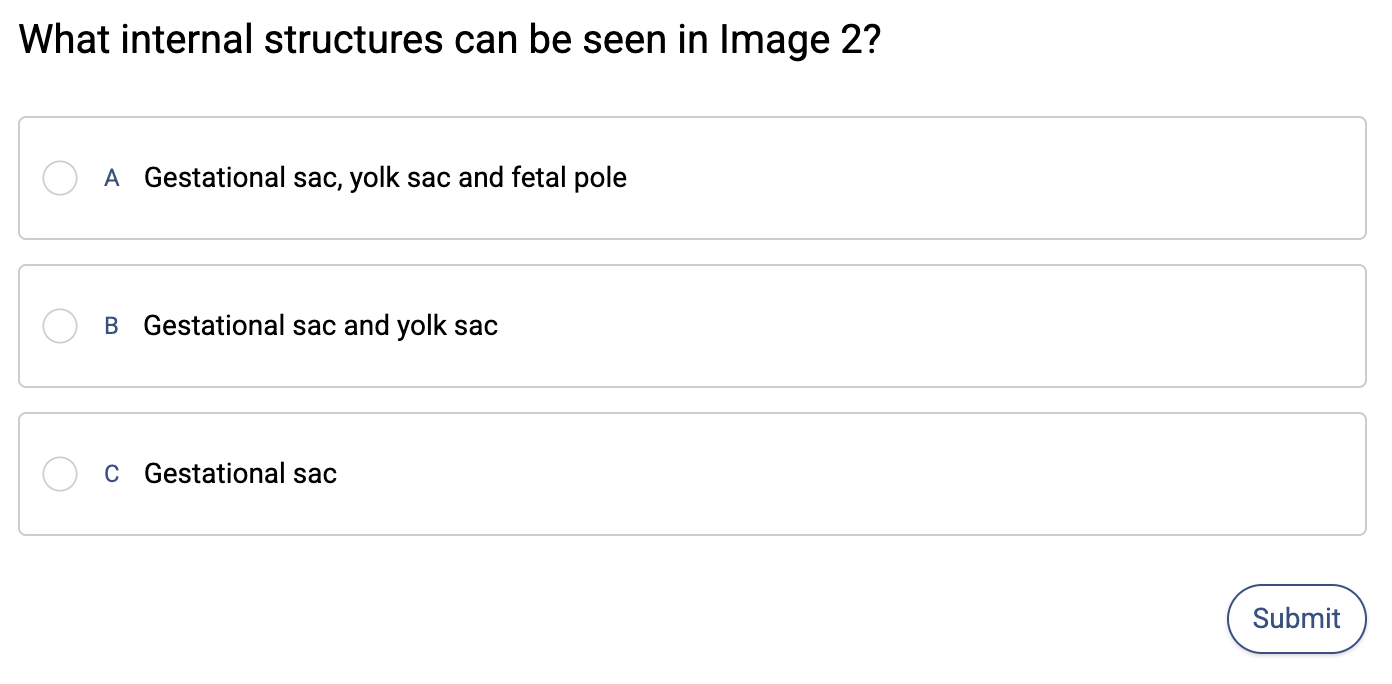 What internal structures can be seen in Image 2?
A Gestational sac, yolk sac and fetal pole
B Gestational sac and yolk sac
C Gestational sac
Submit